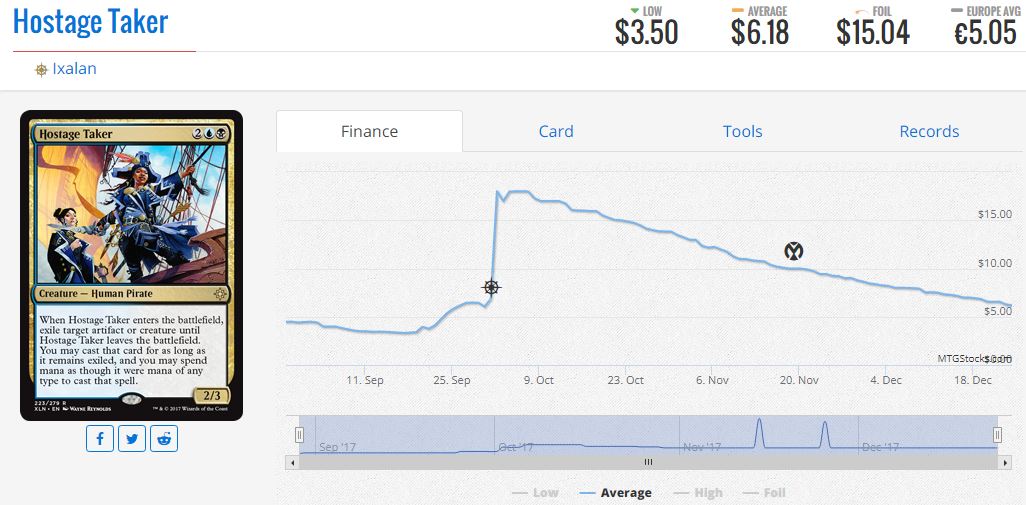 Hostage Taker
LOW
$3.50
AVERAGE
$6.18
FOIL
$15.04
EUROPE AVG
€5.05
Ixalan
Hostage Taker
2
Creature — Human Pirate
When Hostage Taker enters the battlefield,
exile target artifact or creature until
Hostage Taker leaves the battlefield.
You may cast that card for as long as
it remains exiled, and you may spend
mana as though it were mana of any
type to cast that spell.
2/3
223/279 R
XLN • EN WAYNE REYNOLDS
™ & © 2017 Wizards of the Coast
Finance
Card
Tools
Records
$15.00
$10.00
$5.00
$0.00
MTGStocks.com
11. Sep
25. Sep
9. Oct
23. Oct
6. Nov
20. Nov
4. Dec
18. Dec
Sep '17
Oct '17
Nov '17
Dec '17
Low
Average
High
Foil